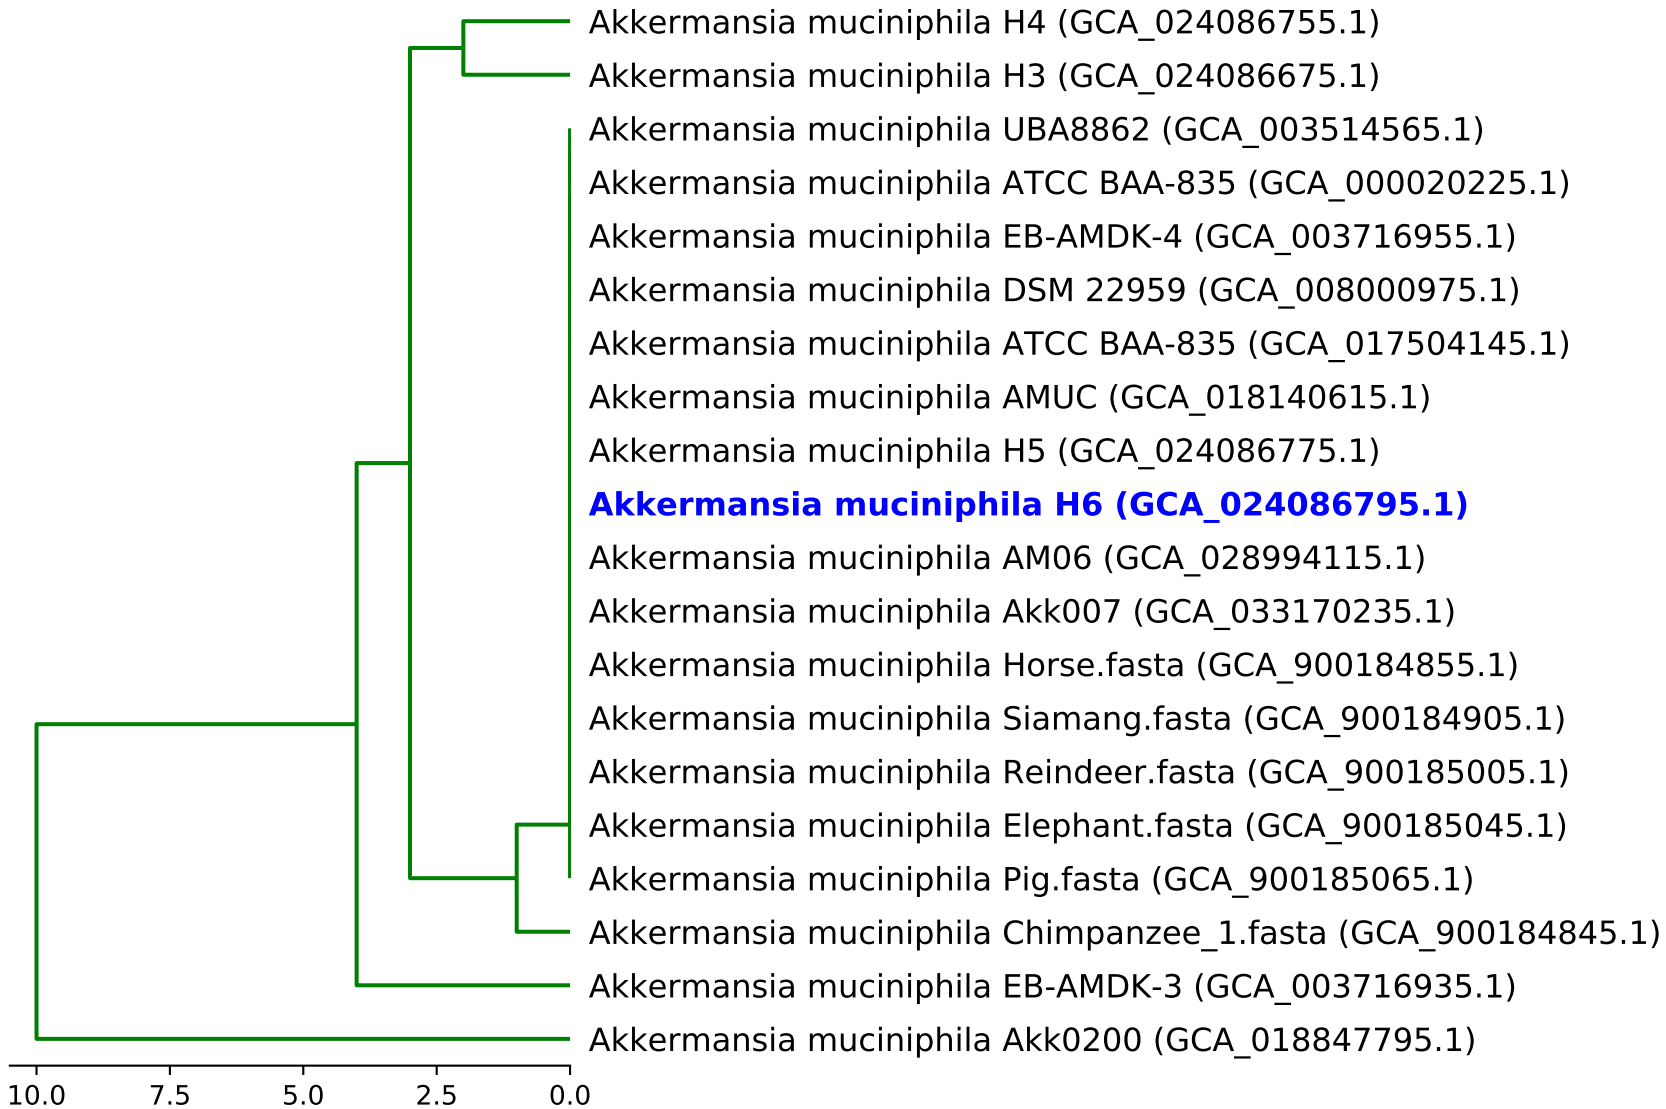 Akkermansia muciniphila H4 (GCA_024086755.1)
Akkermansia muciniphila H3 (GCA_024086675.1)
Akkermansia muciniphila UBA8862 (GCA_003514565.1)
Akkermansia muciniphila ATCC BAA-835 (GCA_000020225.1)
Akkermansia muciniphila EB-AMDK-4 (GCA_003716955.1)
Akkermansia muciniphila DSM 22959 (GCA_008000975.1)
Akkermansia muciniphila ATCC BAA-835 (GCA_017504145.1)
Akkermansia muciniphila AMUC (GCA_018140615.1)
Akkermansia muciniphila H5 (GCA_024086775.1)
Akkermansia muciniphila H6 (GCA_024086795.1)
Akkermansia muciniphila AM06 (GCA_028994115.1)
Akkermansia muciniphila Akk007 (GCA_033170235.1)
Akkermansia muciniphila Horse.fasta (GCA_900184855.1)
Akkermansia muciniphila Siamang.fasta (GCA_900184905.1)
Akkermansia muciniphila Reindeer.fasta (GCA_900185005.1)
Akkermansia muciniphila Elephant.fasta (GCA_900185045.1)
Akkermansia muciniphila Pig.fasta (GCA_900185065.1)
Akkermansia muciniphila Chimpanzee_1.fasta (GCA_900184845.1)
Akkermansia muciniphila EB-AMDK-3 (GCA_003716935.1)
Akkermansia muciniphila Akk0200 (GCA_018847795.1)
10.0 7.5 5.0 2.5 0.0